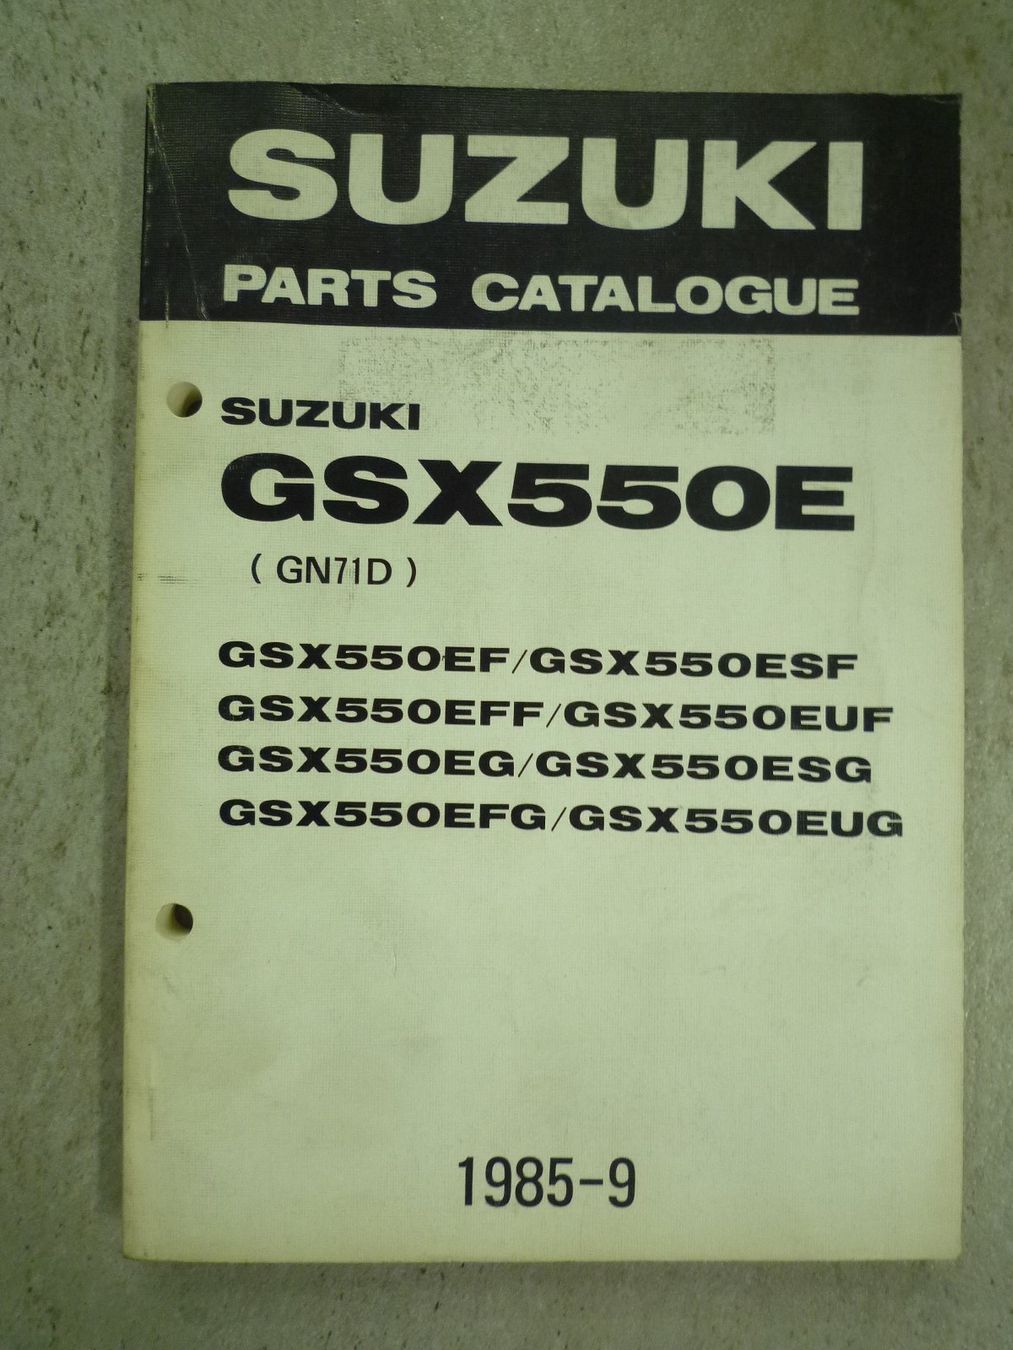 SUZUKI
PARTS CATALOGUE
SUZUKI
GSX550E
( GN71D )
GSX550EF/GSX550ESF
GSX550EFF/GSX550EUF
GSX550EG/GSX550ESG
GSX550EFG/GSX550EUG
1985-9